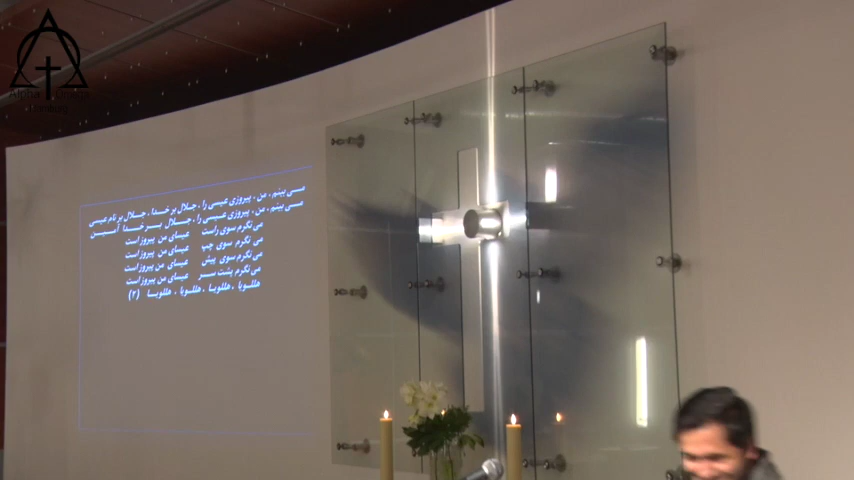 Alpha Omega
می بینم ، من ، پیروزی عیسی را ، جلال بر خدا ، جلال بر نام عیسی
می بینم ، من ، پیروزی عیسی را ، جلال بر خدا آمین
می نگرم سوی راست عیسای من پیروزاست
می نگرم سوی چپ عیسای من پیروزاست
می نگرم سوی پیش عیسای من پیروزاست
می نگرم پشت سر عیسای من پیروزاست
هللویا ، هللویا ، هللویا ، هللویا (۲)